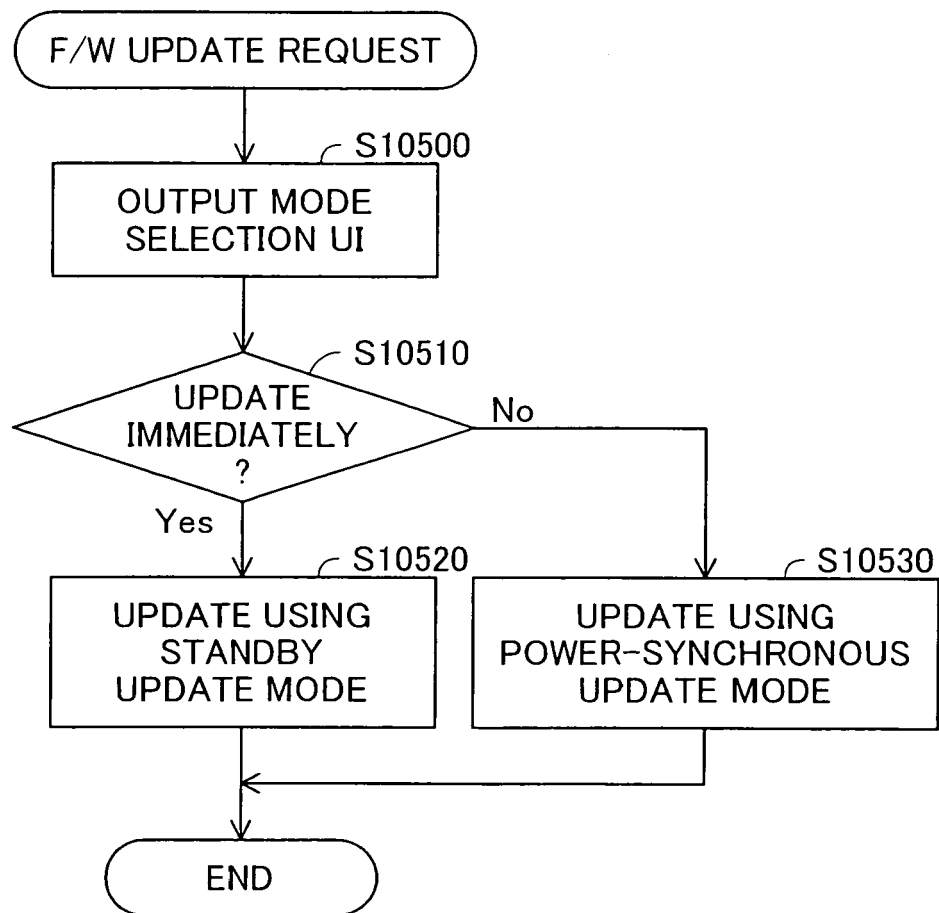 F/W UPDATE REQUEST
S10500
OUTPUT MODE
SELECTION UI
S10510
UPDATE
IMMEDIATELY
?
No
Yes
S10520
UPDATE USING
STANDBY
UPDATE MODE
S10530
UPDATE USING
POWER-SYNCHRONOUS
UPDATE MODE
END